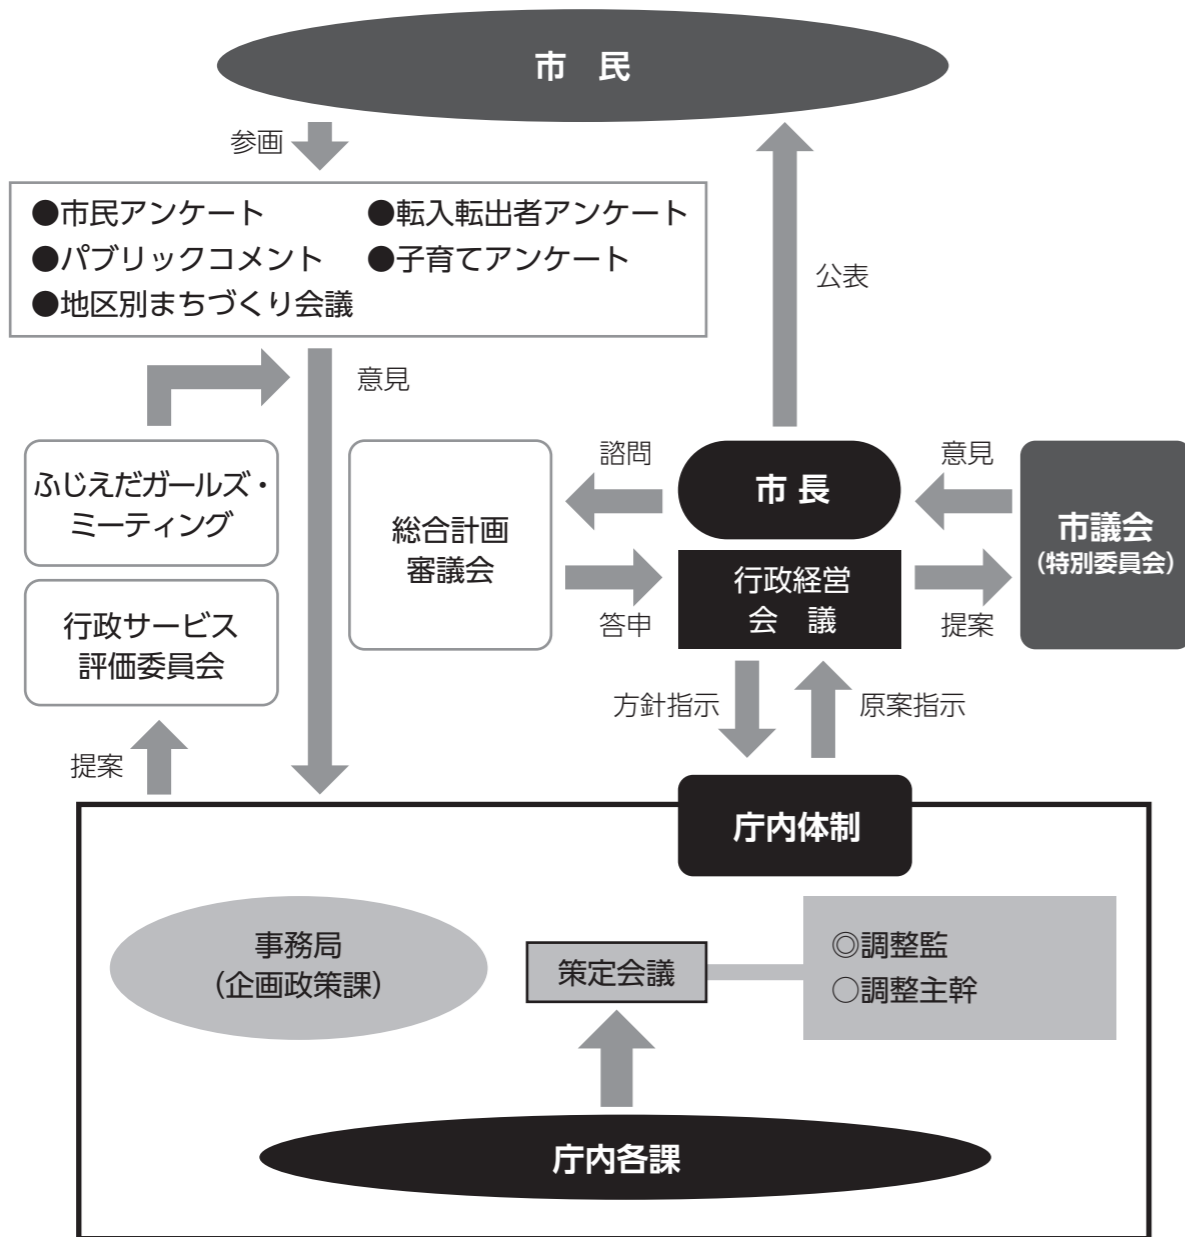 市　民
参画
●市民アンケート　●転入転出者アンケート
●パブリックコメント　●子育てアンケート
●地区別まちづくり会議
公表
意見
ふじえだガールズ・
ミーティング
行政サービス
評価委員会
提案
総合計画
審議会
諮問
答申
市 長
行政経営
会　議
意見
提案
市議会
(特別委員会)
方針指示
原案指示
庁内体制
事務局
(企画政策課)
策定会議
◎調整監
○調整主幹
庁内各課